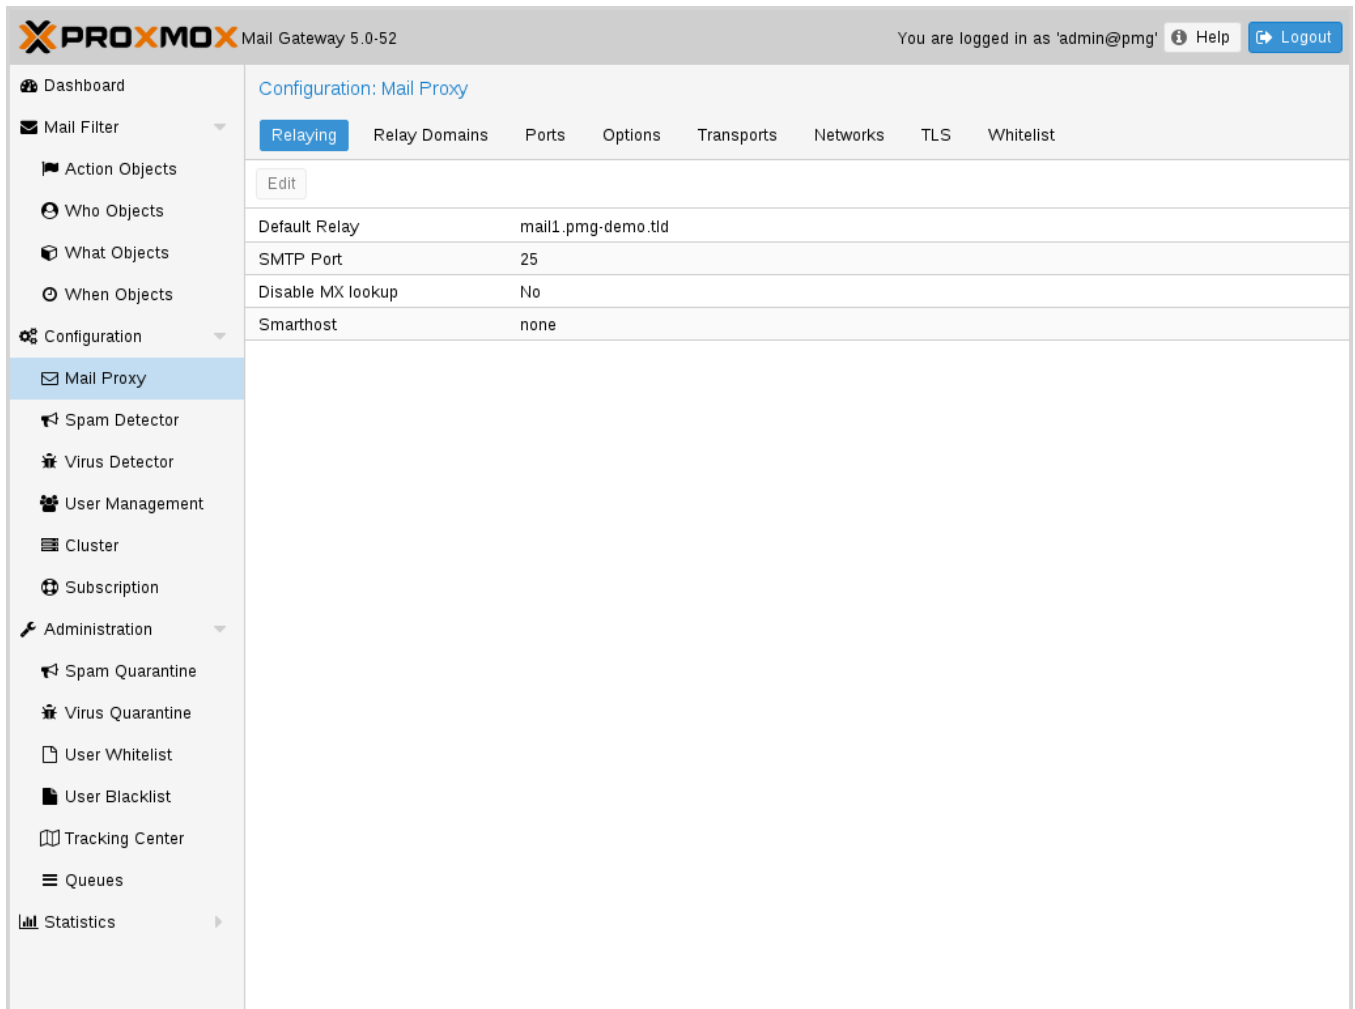 PROXMOX Mail Gateway 5.0-52 You are logged in as 'admin@pmg' Help Logout
Dashboard
Mail Filter
Action Objects
Who Objects
What Objects
When Objects
Configuration
Mail Proxy
Spam Detector
Virus Detector
User Management
Cluster
Subscription
Administration
Spam Quarantine
Virus Quarantine
User Whitelist
User Blacklist
Tracking Center
Queues
Statistics
Configuration: Mail Proxy
Relaying Relay Domains Ports Options Transports Networks TLS Whitelist
Edit
Default Relay mail1.pmg-demo.tld
SMTP Port 25
Disable MX lookup No
Smarthost none